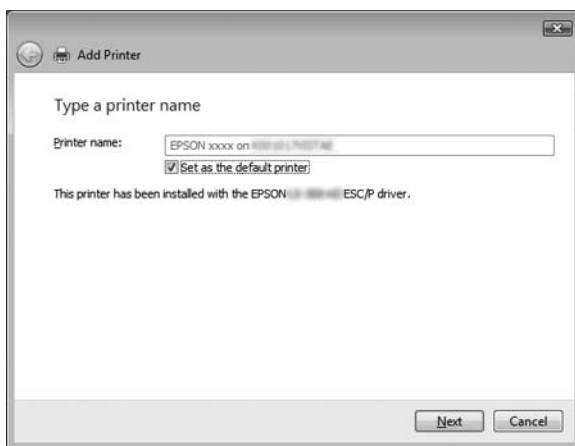 Add Printer
Type a printer name
Printer name: EPSON xxxx on
Set as the default printer
This printer has been installed with the EPSON ESC/P driver.
Next Cancel